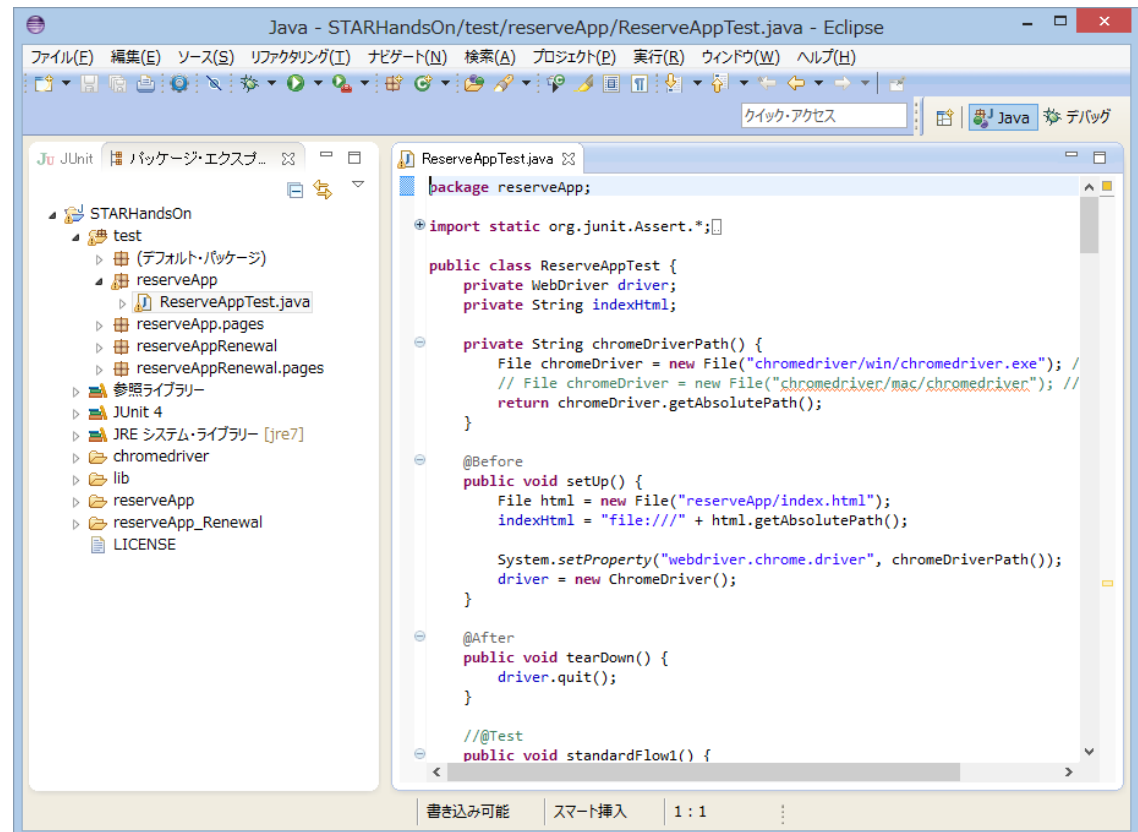 Java - STARHandsOn/test/reserveApp/ReserveAppTest.java - Eclipse
ファイル(F) 編集(E) ソース(S) リファクタリング(T) ナビゲート(N) 検索(A) プロジェクト(P) 実行(R) ウィンドウ(W) ヘルプ(H)
クイック・アクセス
Java
デバッグ
Ju JUnit
パッケージ・エクスプ...
STARHandsOn
test
(デフォルト・パッケージ)
reserveApp
ReserveAppTest.java
reserveApp.pages
reserveAppRenewal
reserveAppRenewal.pages
参照ライブラリー
JUnit 4
JRE システム・ライブラリー [jre7]
chromedriver
lib
reserveApp
reserveApp_Renewal
LICENSE
ReserveAppTest.java
package reserveApp;
import static org.junit.Assert.*;
public class ReserveAppTest {
private WebDriver driver;
private String indexHtml;
private String chromeDriverPath() {
File chromeDriver = new File("chromedriver/win/chromedriver.exe"); /
// File chromeDriver = new File("chromedriver/mac/chromedriver"); //
return chromeDriver.getAbsolutePath();
}
@Before
public void setUp() {
File html = new File("reserveApp/index.html");
indexHtml = "file:///" + html.getAbsolutePath();
System.setProperty("webdriver.chrome.driver", chromeDriverPath());
driver = new ChromeDriver();
}
@After
public void tearDown() {
driver.quit();
}
//@Test
public void standardFlow1() {
書き込み可能
スマート挿入
1 : 1